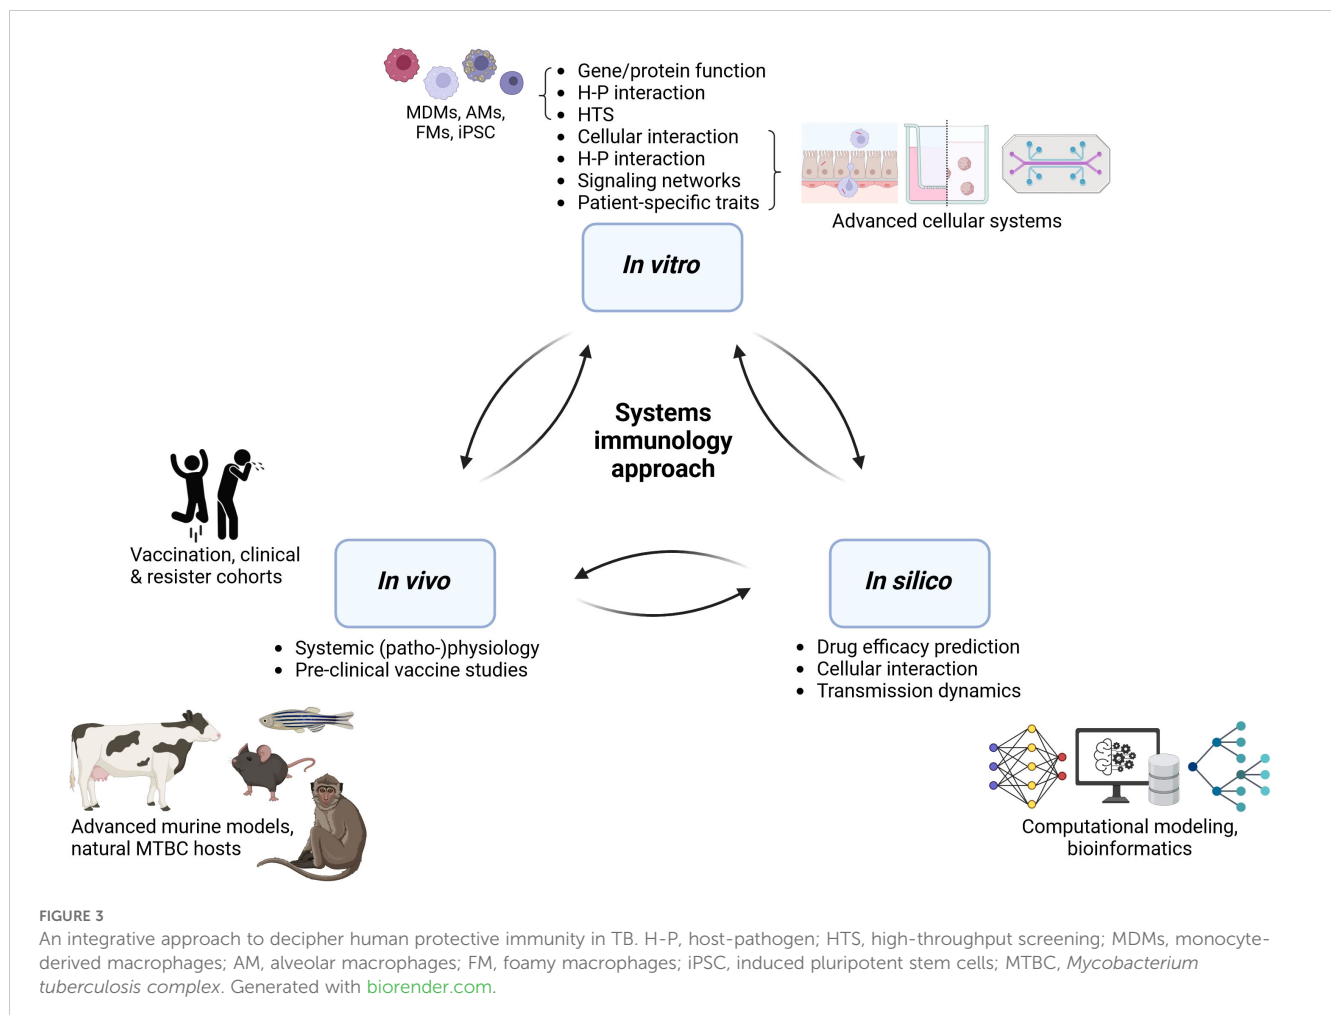 MDMs, AMs,
FMs, iPSC
• Gene/protein function
• H-P interaction
• HTS
• Cellular interaction
• H-P interaction
• Signaling networks
• Patient-specific traits
Advanced cellular systems
In vitro
Systems
immunology
approach
Vaccination, clinical
& resister cohorts
In vivo
• Systemic (patho-)physiology
• Pre-clinical vaccine studies
Advanced murine models,
natural MTBC hosts
In silico
• Drug efficacy prediction
• Cellular interaction
• Transmission dynamics
Computational modeling,
bioinformatics
FIGURE 3
An integrative approach to decipher human protective immunity in TB. H-P, host-pathogen; HTS, high-throughput screening; MDMs, monocyte-
derived macrophages; AM, alveolar macrophages; FM, foamy macrophages; iPSC, induced pluripotent stem cells; MTBC, Mycobacterium
tuberculosis complex. Generated with biorender.com.